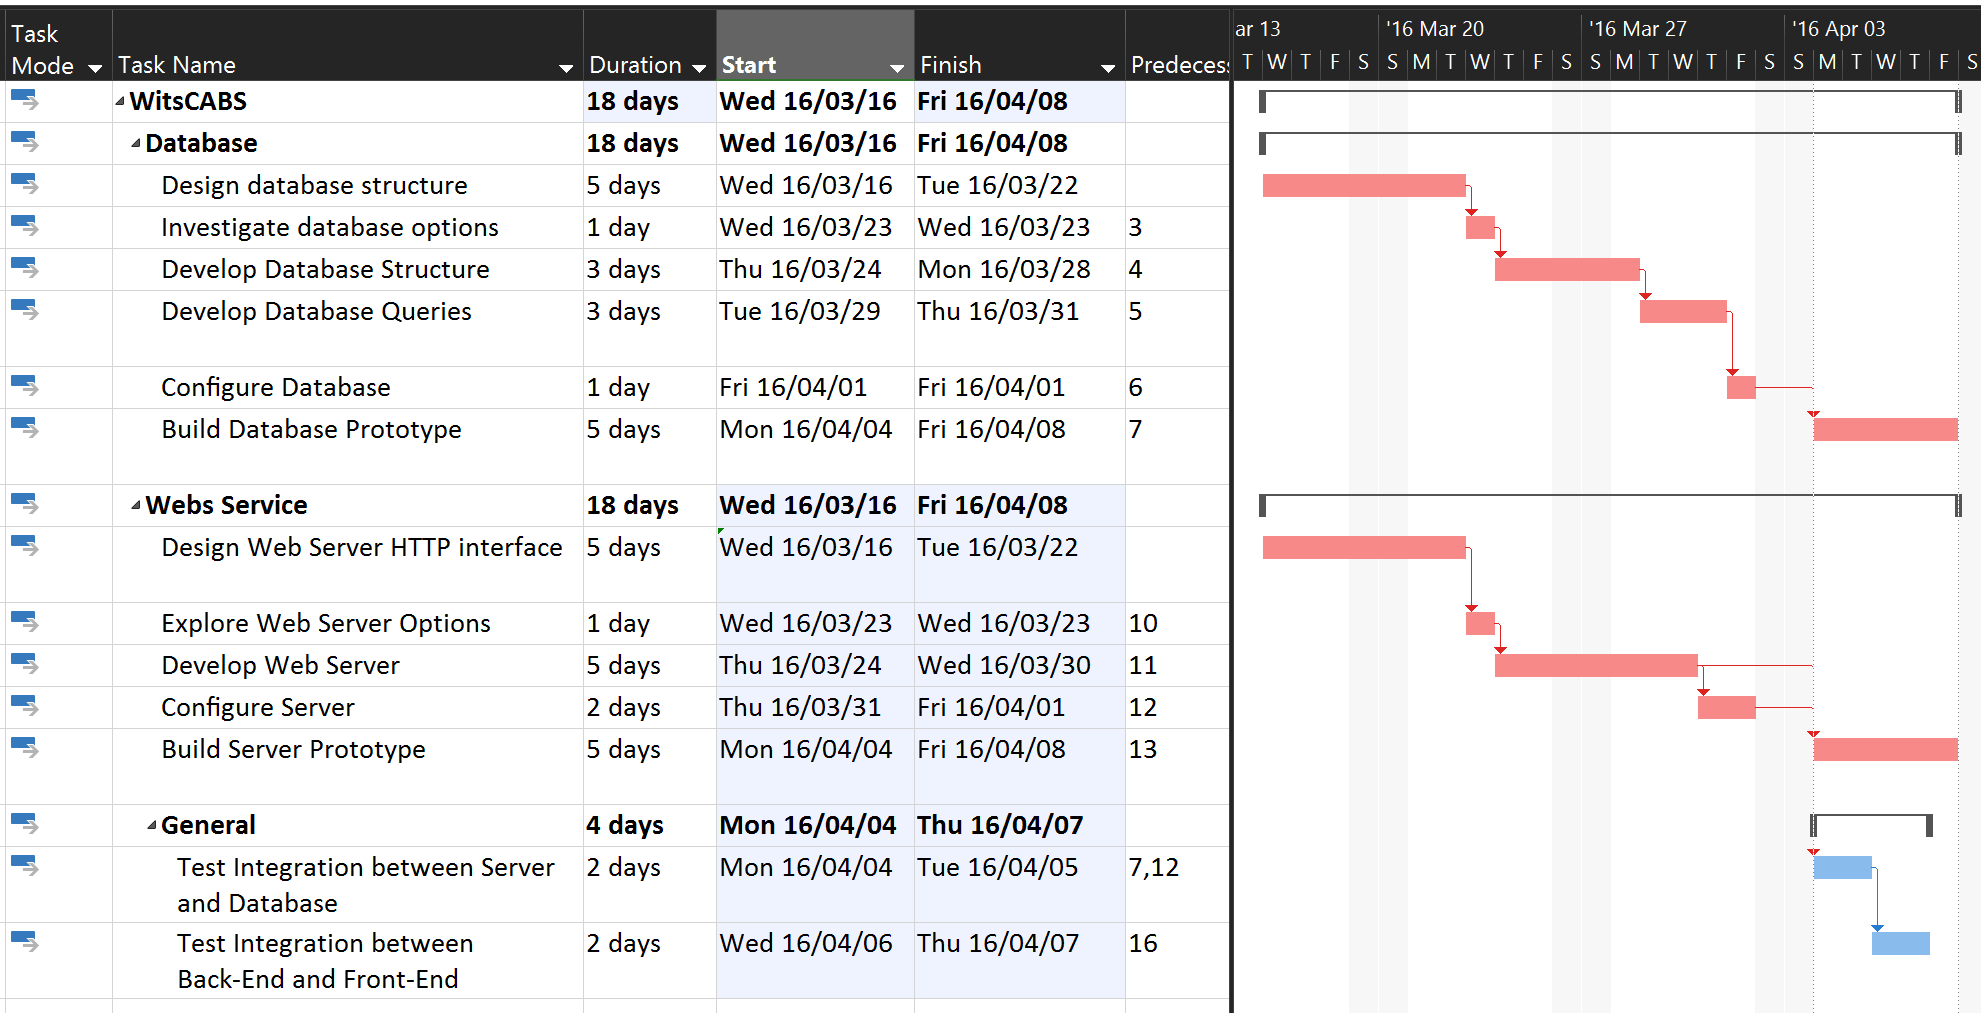 Task
Mode
Task Name
Duration
Start
Finish
Predecess
ar 13
'16 Mar 20
'16 Mar 27
'16 Apr 03
T W T F S S M T W T F S S M T W T F S S M T W T F S
WitsCABS 18 days Wed 16/03/16 Fri 16/04/08
Database 18 days Wed 16/03/16 Fri 16/04/08
Design database structure 5 days Wed 16/03/16 Tue 16/03/22
Investigate database options 1 day Wed 16/03/23 Wed 16/03/23 3
Develop Database Structure 3 days Thu 16/03/24 Mon 16/03/28 4
Develop Database Queries 3 days Tue 16/03/29 Thu 16/03/31 5
Configure Database 1 day Fri 16/04/01 Fri 16/04/01 6
Build Database Prototype 5 days Mon 16/04/04 Fri 16/04/08 7
Webs Service 18 days Wed 16/03/16 Fri 16/04/08
Design Web Server HTTP interface 5 days Wed 16/03/16 Tue 16/03/22
Explore Web Server Options 1 day Wed 16/03/23 Wed 16/03/23 10
Develop Web Server 5 days Thu 16/03/24 Wed 16/03/30 11
Configure Server 2 days Thu 16/03/31 Fri 16/04/01 12
Build Server Prototype 5 days Mon 16/04/04 Fri 16/04/08 13
General 4 days Mon 16/04/04 Thu 16/04/07
Test Integration between Server 2 days Mon 16/04/04 Tue 16/04/05 7,12
and Database
Test Integration between 2 days Wed 16/04/06 Thu 16/04/07 16
Back-End and Front-End